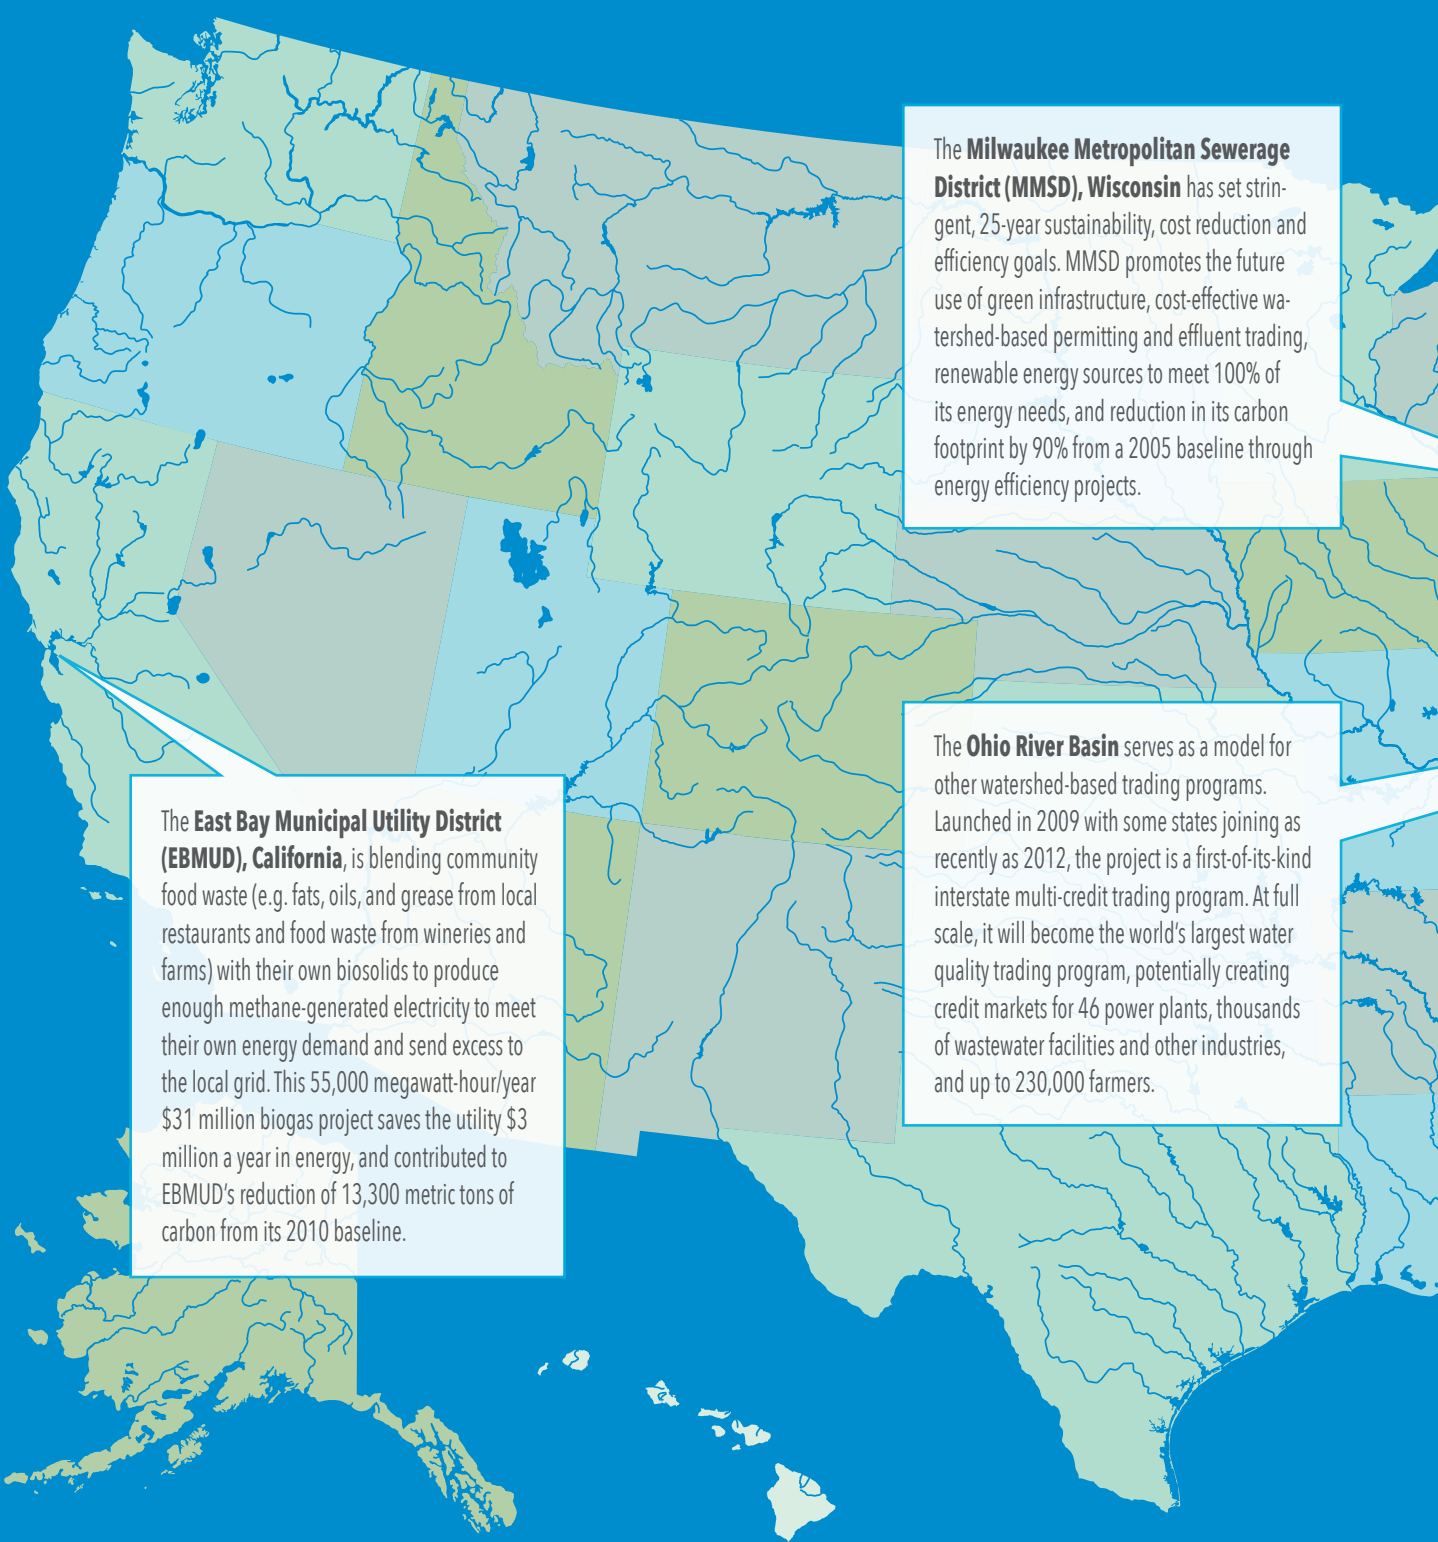 The Milwaukee Metropolitan Sewerage
District (MMSD), Wisconsin has set strin-
gent, 25-year sustainability, cost reduction and
efficiency goals. MMSD promotes the future
use of green infrastructure, cost-effective wa-
tershed-based permitting and effluent trading,
renewable energy sources to meet 100% of
its energy needs, and reduction in its carbon
footprint by 90% from a 2005 baseline through
energy efficiency projects.
The Ohio River Basin serves as a model for
other watershed-based trading programs.
Launched in 2009 with some states joining as
recently as 2012, the project is a first-of-its-kind
interstate multi-credit trading program. At full
scale, it will become the world's largest water
quality trading program, potentially creating
credit markets for 46 power plants, thousands
of wastewater facilities and other industries,
and up to 230,000 farmers.
The East Bay Municipal Utility District
(EBMUD), California, is blending community
food waste (e.g. fats, oils, and grease from local
restaurants and food waste from wineries and
farms) with their own biosolids to produce
enough methane-generated electricity to meet
their own energy demand and send excess to
the local grid. This 55,000 megawatt-hour/year
$31 million biogas project saves the utility $3
million a year in energy, and contributed to
EBMUD's reduction of 13,300 metric tons of
carbon from its 2010 baseline.